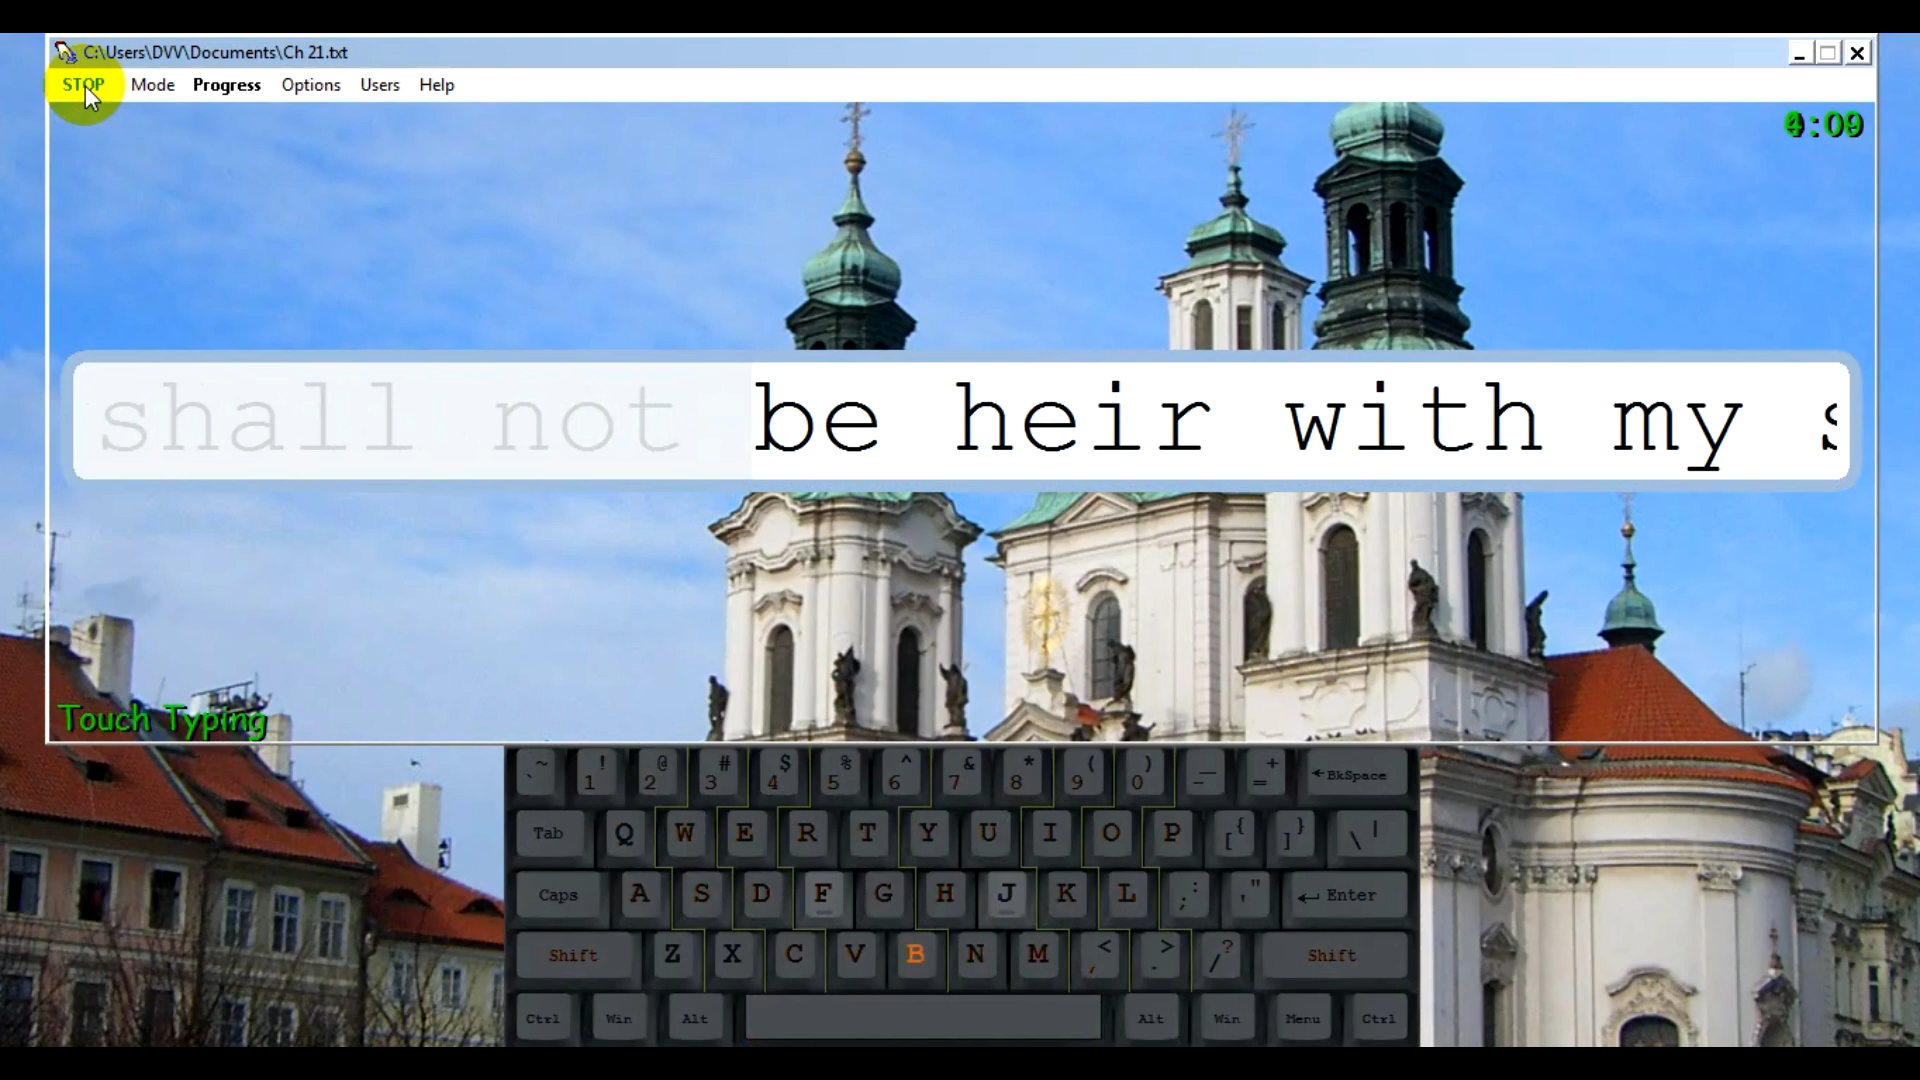 C:\Users\DVV\Documents\Ch 21.txt
STOP Mode Progress Options Users Help
:09
shall not be heir with my s
Touch Typing
~ ` ! 1 @ 2 # 3 $ 4 % 5 ^ 6 & 7 * 8 ( 9 ) 0 _ - + = ←BkSpace
Tab Q W E R T Y U I O P { [ } ] | \
Caps A S D F G H J K L : ; " ' ↵ Enter
Shift Z X C V B N M < , > . ? / Shift
Ctrl Win Alt Alt Win Menu Ctrl